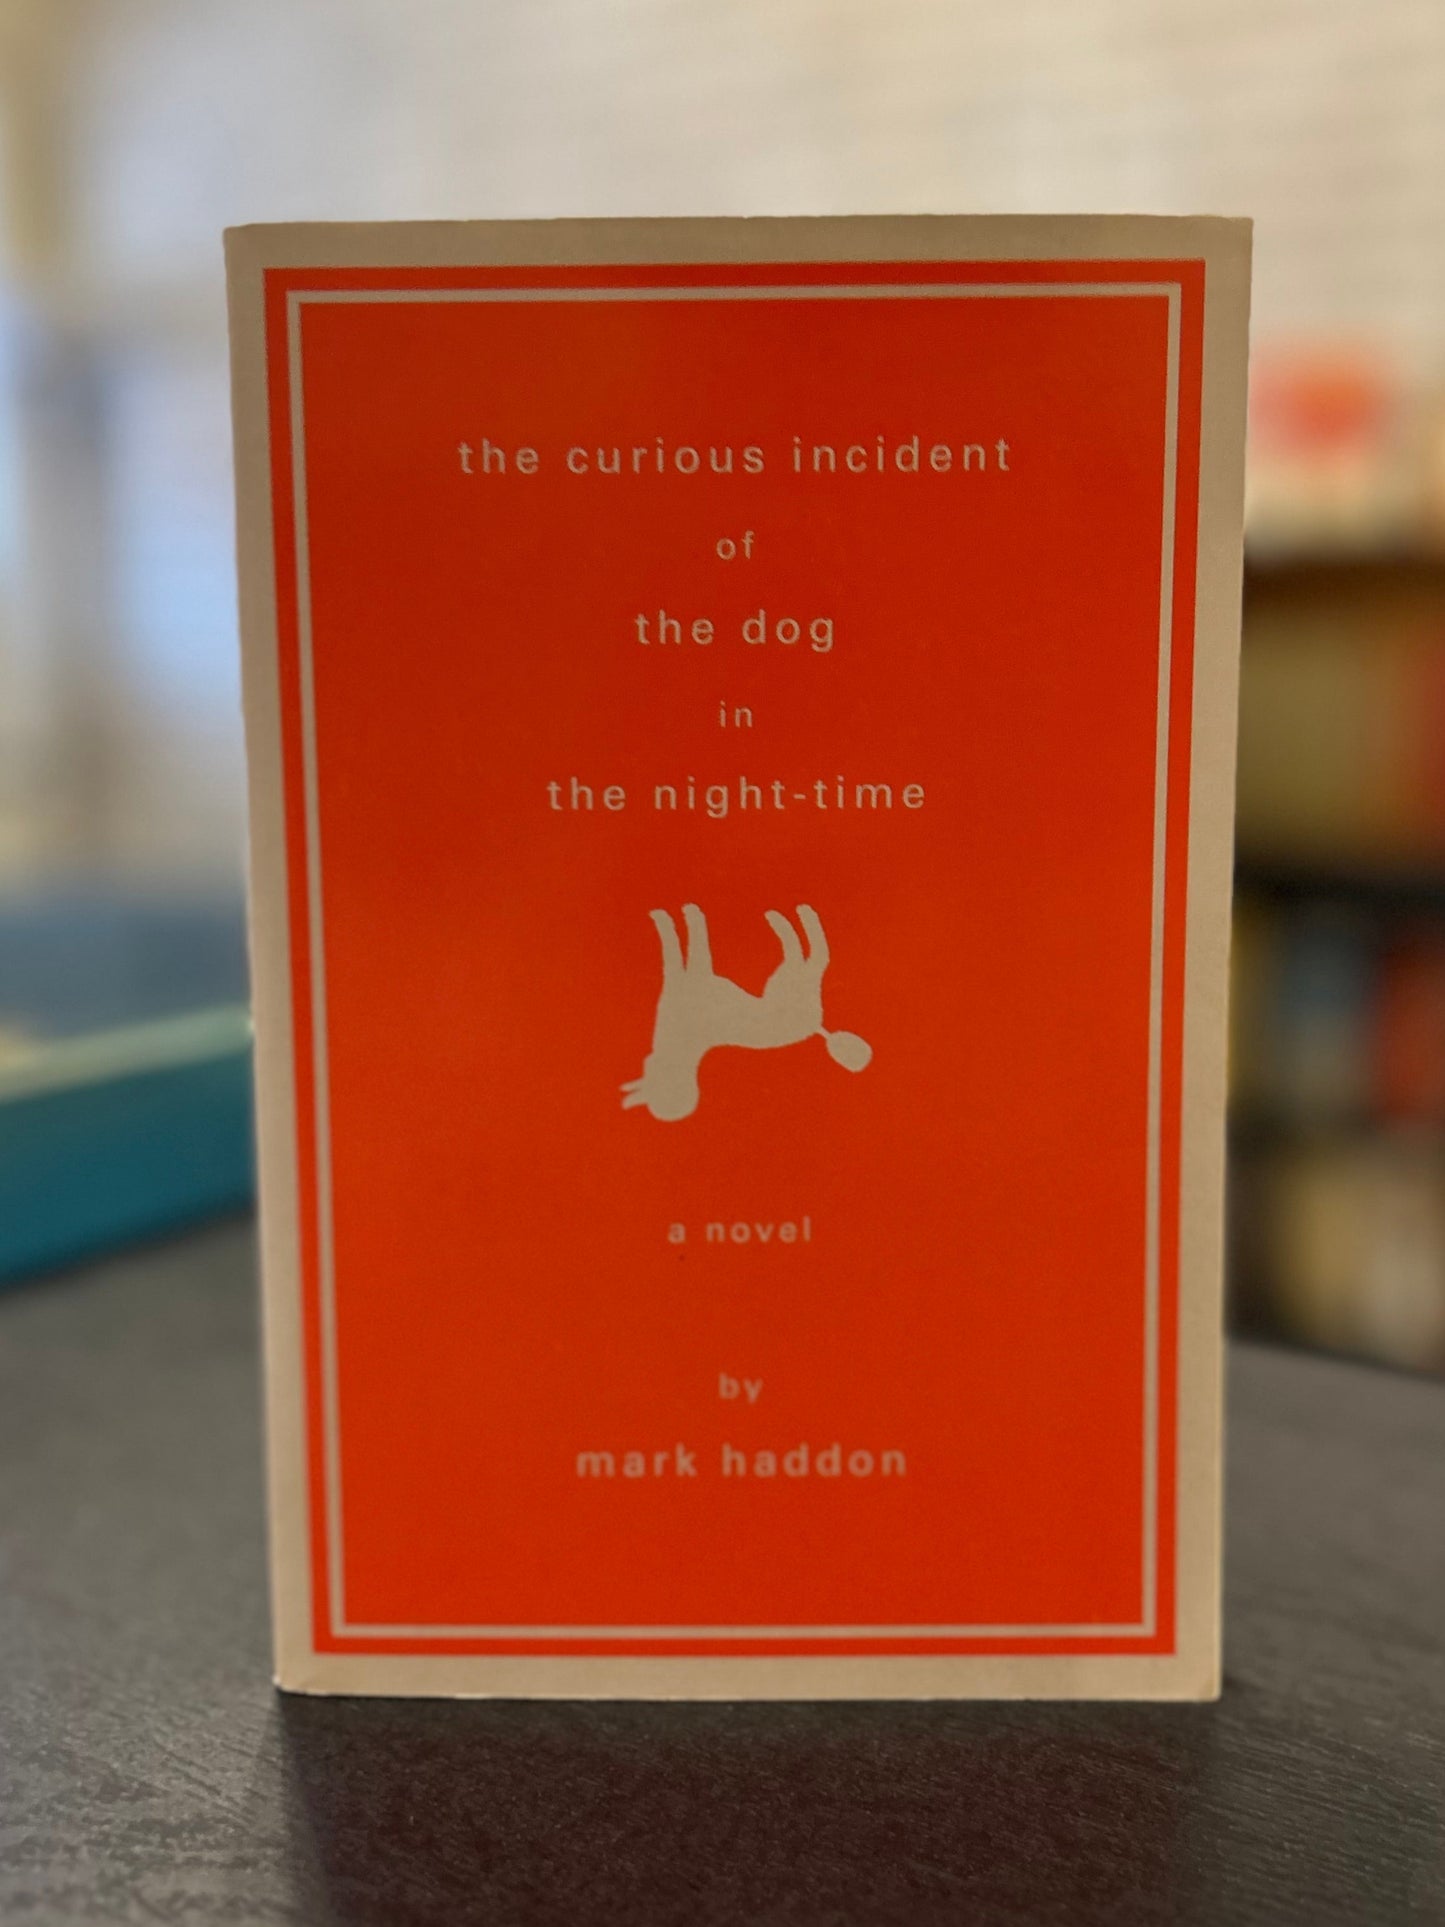 the curious incident
of
the dog
in
the night-time
a novel
by
mark haddon